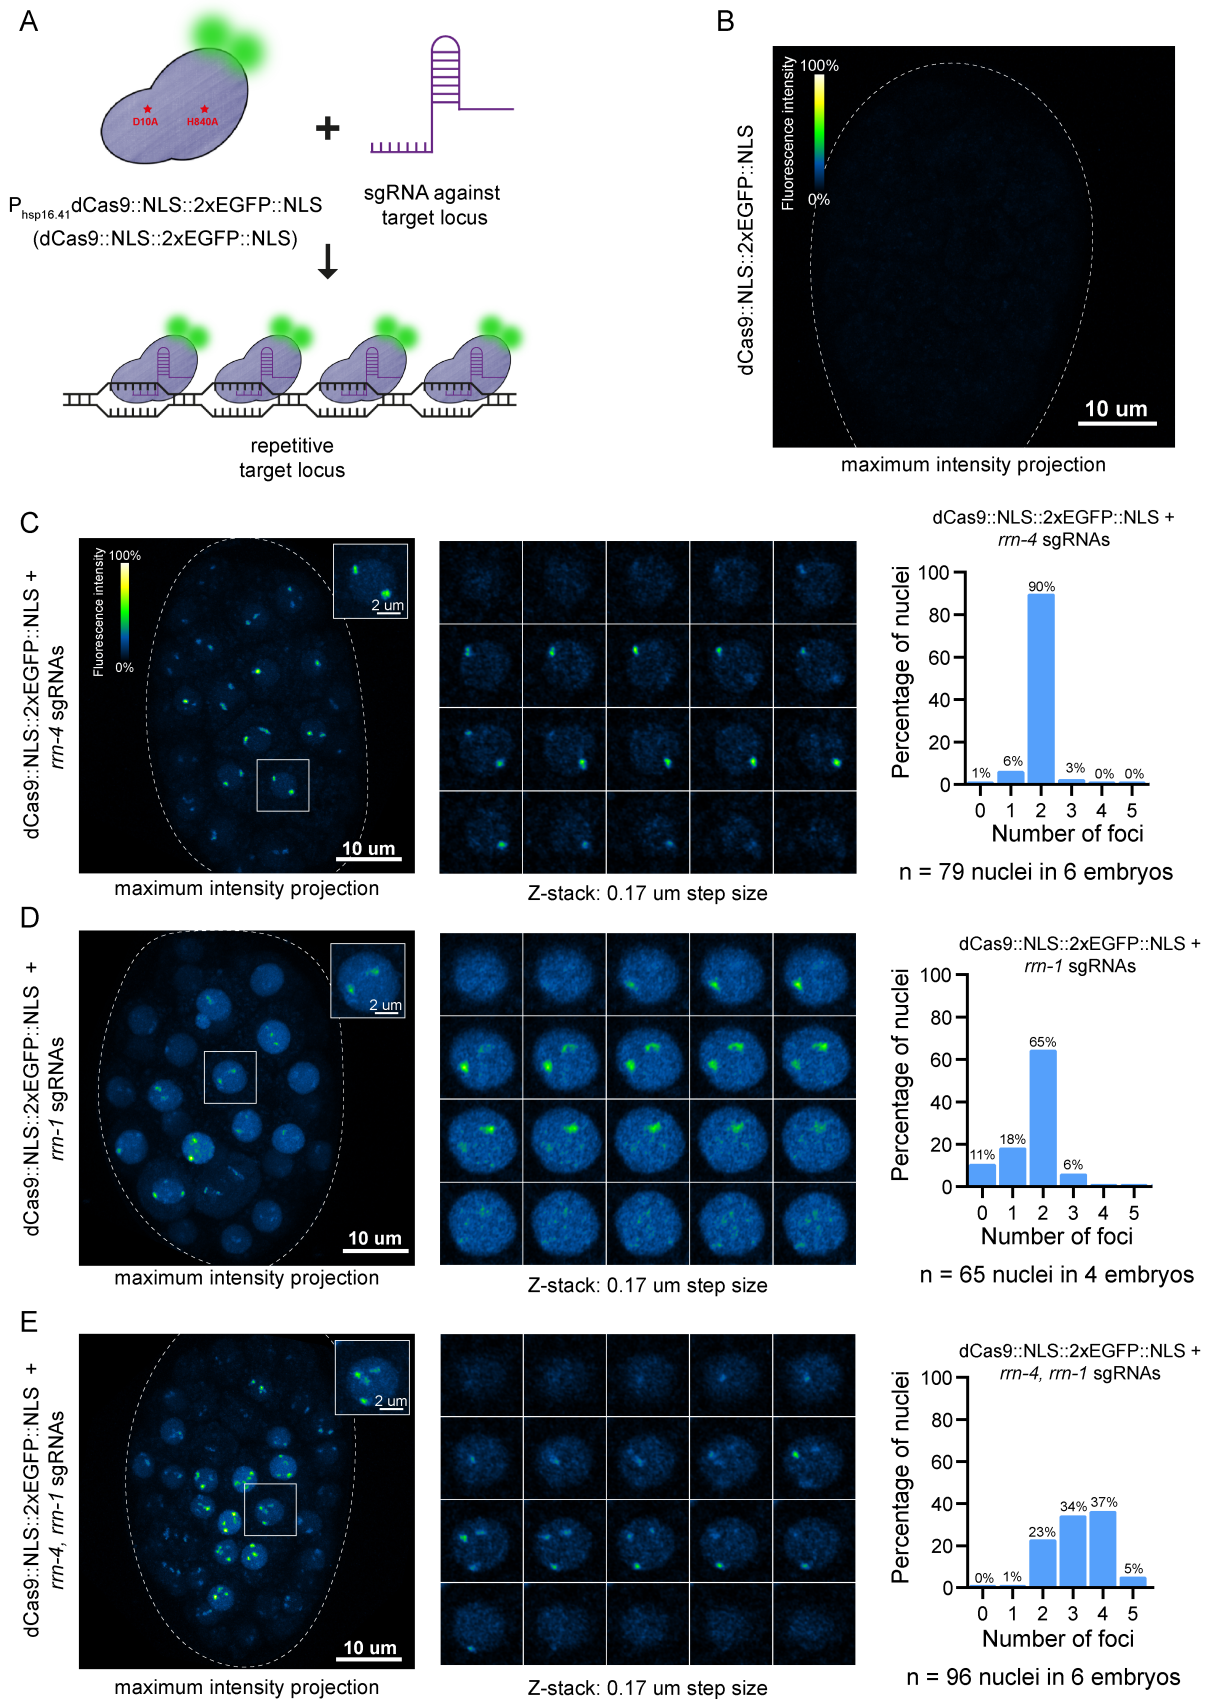 A
D10A
H840A
+
P hsp16.41 dCas9::NLS::2xEGFP::NLS
(dCas9::NLS::2xEGFP::NLS)
sgRNA against
target locus
repetitive
target locus
B
dCas9::NLS::2xEGFP::NLS
Fluorescence intensity
100%
0%
10 um
maximum intensity projection
C
dCas9::NLS::2xEGFP::NLS +
rrn-4 sgRNAs
Fluorescence intensity
100%
0%
2 um
10 um
maximum intensity projection
Z-stack: 0.17 um step size
dCas9::NLS::2xEGFP::NLS +
rrn-4 sgRNAs
Percentage of nuclei
100
80
60
40
20
0
1%
6%
90%
3%
0%
0%
0 1 2 3 4 5
Number of foci
n = 79 nuclei in 6 embryos
D
dCas9::NLS::2xEGFP::NLS +
rrn-1 sgRNAs
2 um
10 um
maximum intensity projection
Z-stack: 0.17 um step size
dCas9::NLS::2xEGFP::NLS +
rrn-1 sgRNAs
Percentage of nuclei
100
80
60
40
20
0
11%
18%
65%
6%
0 1 2 3 4 5
Number of foci
n = 65 nuclei in 4 embryos
E
dCas9::NLS::2xEGFP::NLS +
rrn-4, rrn-1 sgRNAs
2 um
10 um
maximum intensity projection
Z-stack: 0.17 um step size
dCas9::NLS::2xEGFP::NLS +
rrn-4, rrn-1 sgRNAs
Percentage of nuclei
100
80
60
40
20
0
0%
1%
23%
34%
37%
5%
0 1 2 3 4 5
Number of foci
n = 96 nuclei in 6 embryos